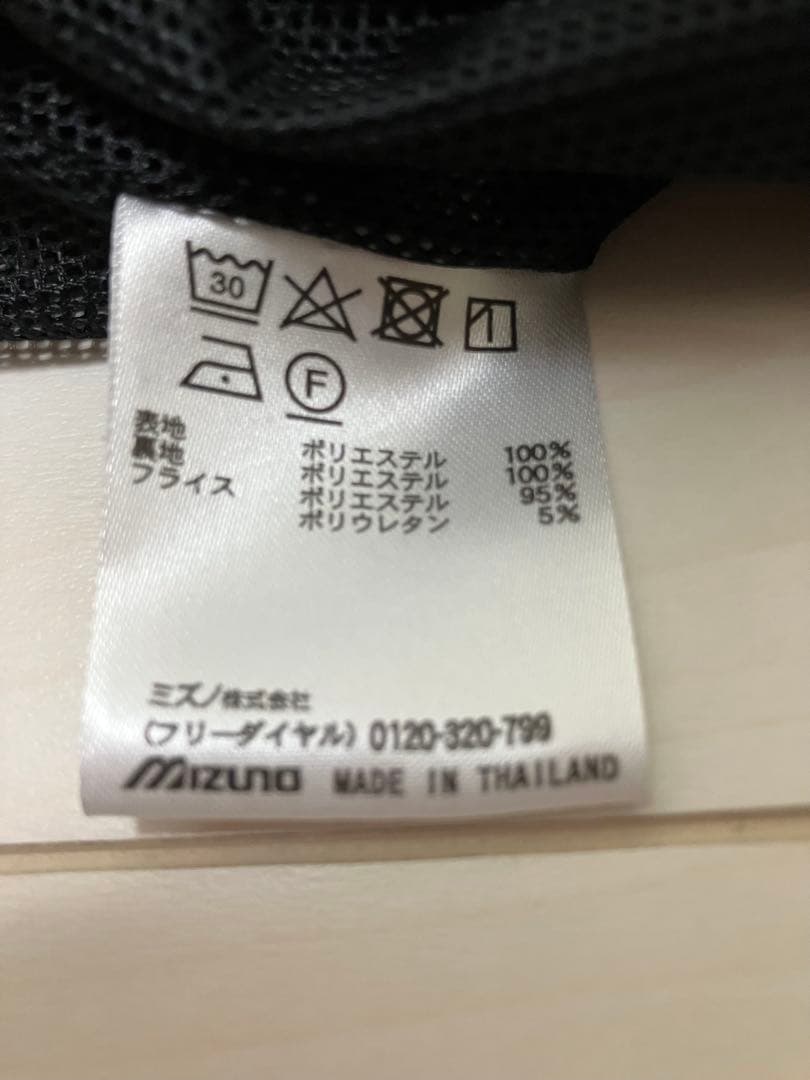 30
F
表地 ポリエステル 100%
裏地 ポリエステル 100%
フライス ポリエステル 95%
ポリウレタン 5%
ミズノ株式会社
(フリーダイヤル) 0120-320-799
MIZUNO MADE IN THAILAND